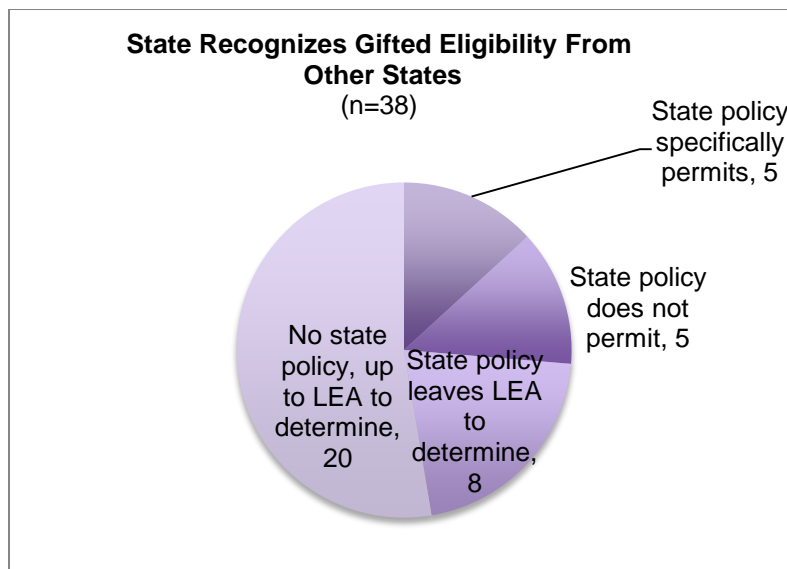 State Recognizes Gifted Eligibility From
Other States
(n=38)
State policy
specifically
permits, 5
State policy
does not
permit, 5
State policy
leaves LEA
to
determine,
8
No state
policy, up
to LEA to
determine,
20